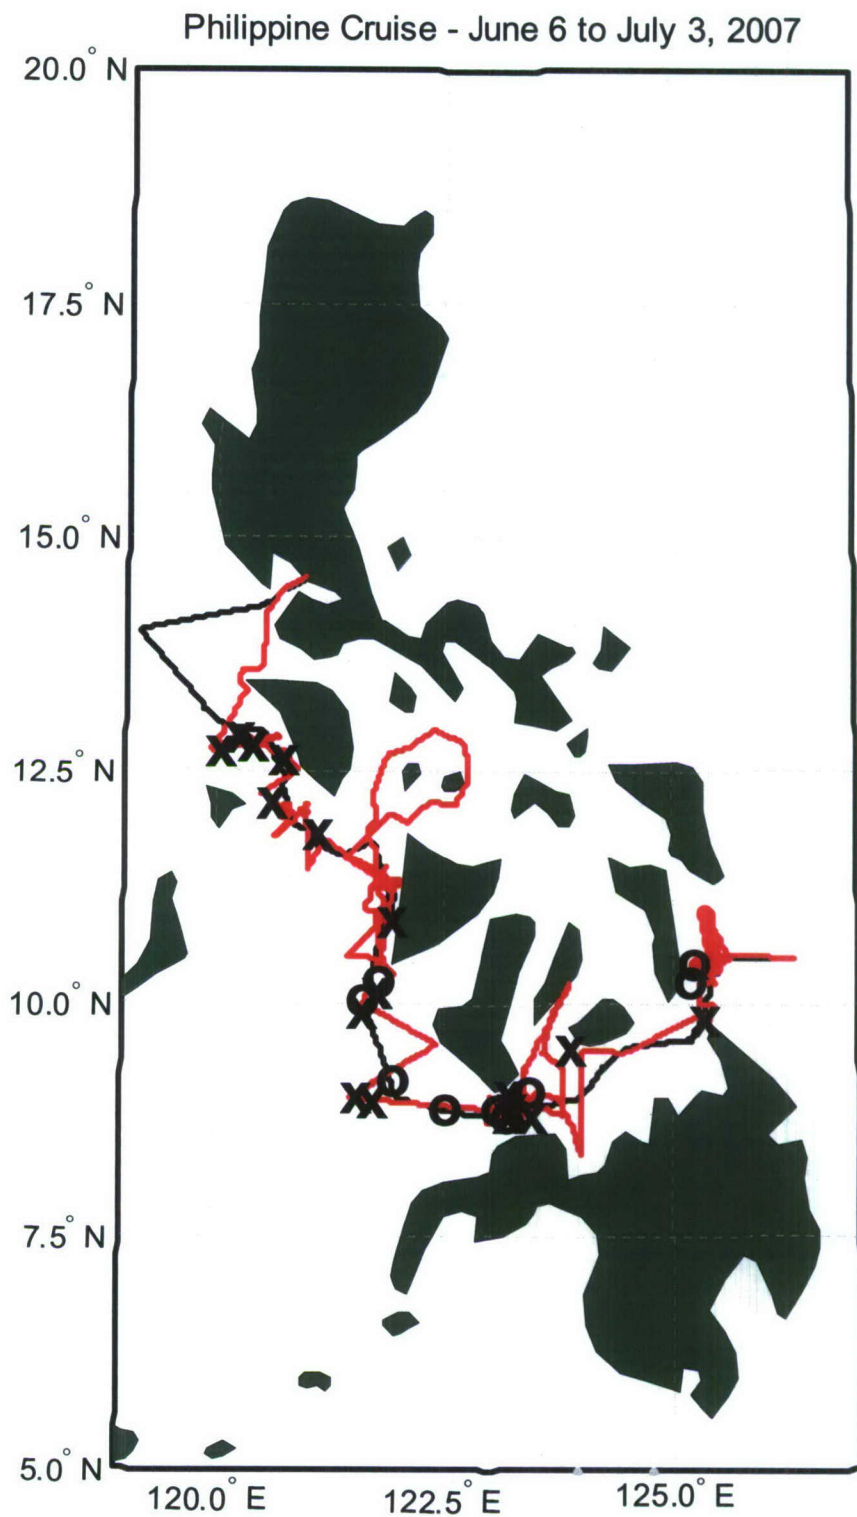 Philippine Cruise - June 6 to July 3, 2007
20.0° N
17.5° N
15.0° N
12.5° N
10.0° N
7.5° N
5.0° N
120.0° E
122.5° E
125.0° E